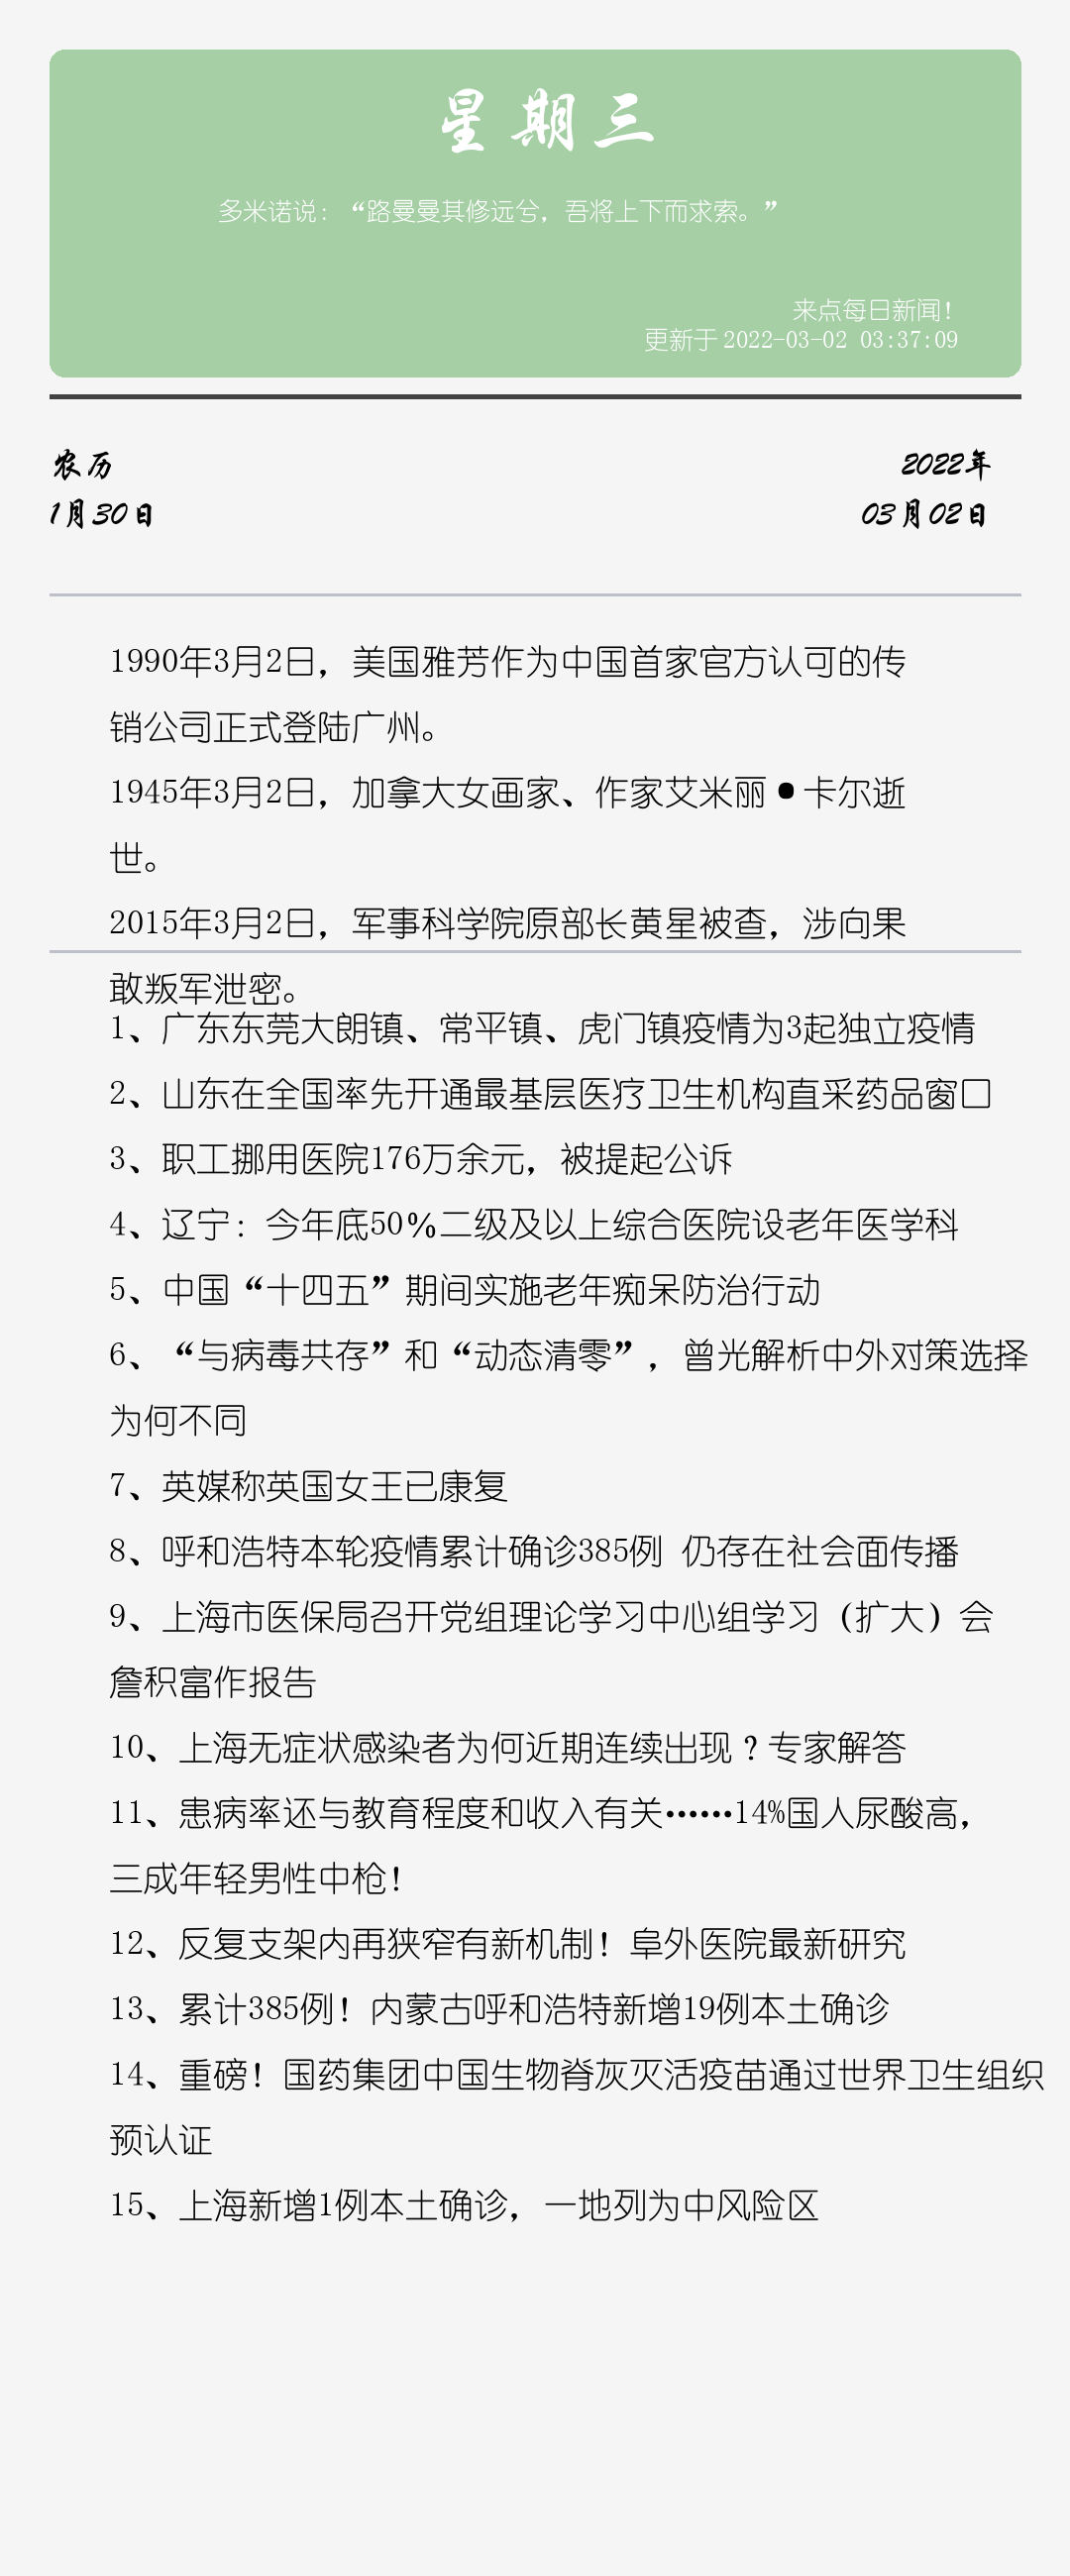 星期三
多米诺说：“路曼曼其修远兮，吾将上下而求索。”
来点每日新闻！
更新于 2022-03-02 03:37:09
农历
2022年
1月30日
03月02日
1990年3月2日，美国雅芳作为中国首家官方认可的传
销公司正式登陆广州。
1945年3月2日，加拿大女画家、作家艾米丽•卡尔逝
世。
2015年3月2日，军事科学院原部长黄星被查，涉向果
敢叛军泄密。
1、广东东莞大朗镇、常平镇、虎门镇疫情为3起独立疫情
2、山东在全国率先开通最基层医疗卫生机构直采药品窗口
3、职工挪用医院176万余元，被提起公诉
4、辽宁：今年底50％二级及以上综合医院设老年医学科
5、中国“十四五”期间实施老年痴呆防治行动
6、“与病毒共存”和“动态清零”，曾光解析中外对策选择
为何不同
7、英媒称英国女王已康复
8、呼和浩特本轮疫情累计确诊385例 仍存在社会面传播
9、上海市医保局召开党组理论学习中心组学习（扩大）会
詹积富作报告
10、上海无症状感染者为何近期连续出现？专家解答
11、患病率还与教育程度和收入有关……14%国人尿酸高，
三成年轻男性中枪！
12、反复支架内再狭窄有新机制！阜外医院最新研究
13、累计385例！内蒙古呼和浩特新增19例本土确诊
14、重磅！国药集团中国生物脊灰灭活疫苗通过世界卫生组织
预认证
15、上海新增1例本土确诊，一地列为中风险区